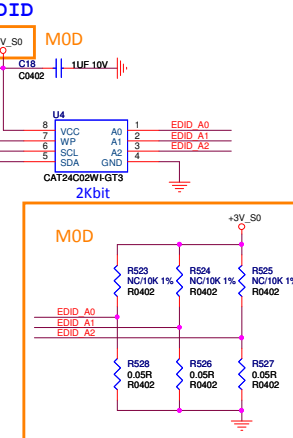 DID
V_S0
M0D
C18
1UF 10V
C0402
U4
8 VCC A0 1 EDID_A0
7 WP A1 2 EDID_A1
6 SCL A2 3 EDID_A2
5 SDA GND 4
CAT24C02WI-GT3
2Kbit
+3V_S0
M0D
R523 R524 R525
NC/10K 1% NC/10K 1% NC/10K 1%
R0402 R0402 R0402
EDID_A0
EDID_A1
EDID_A2
R528 R526 R527
0.05R 0.05R 0.05R
R0402 R0402 R0402